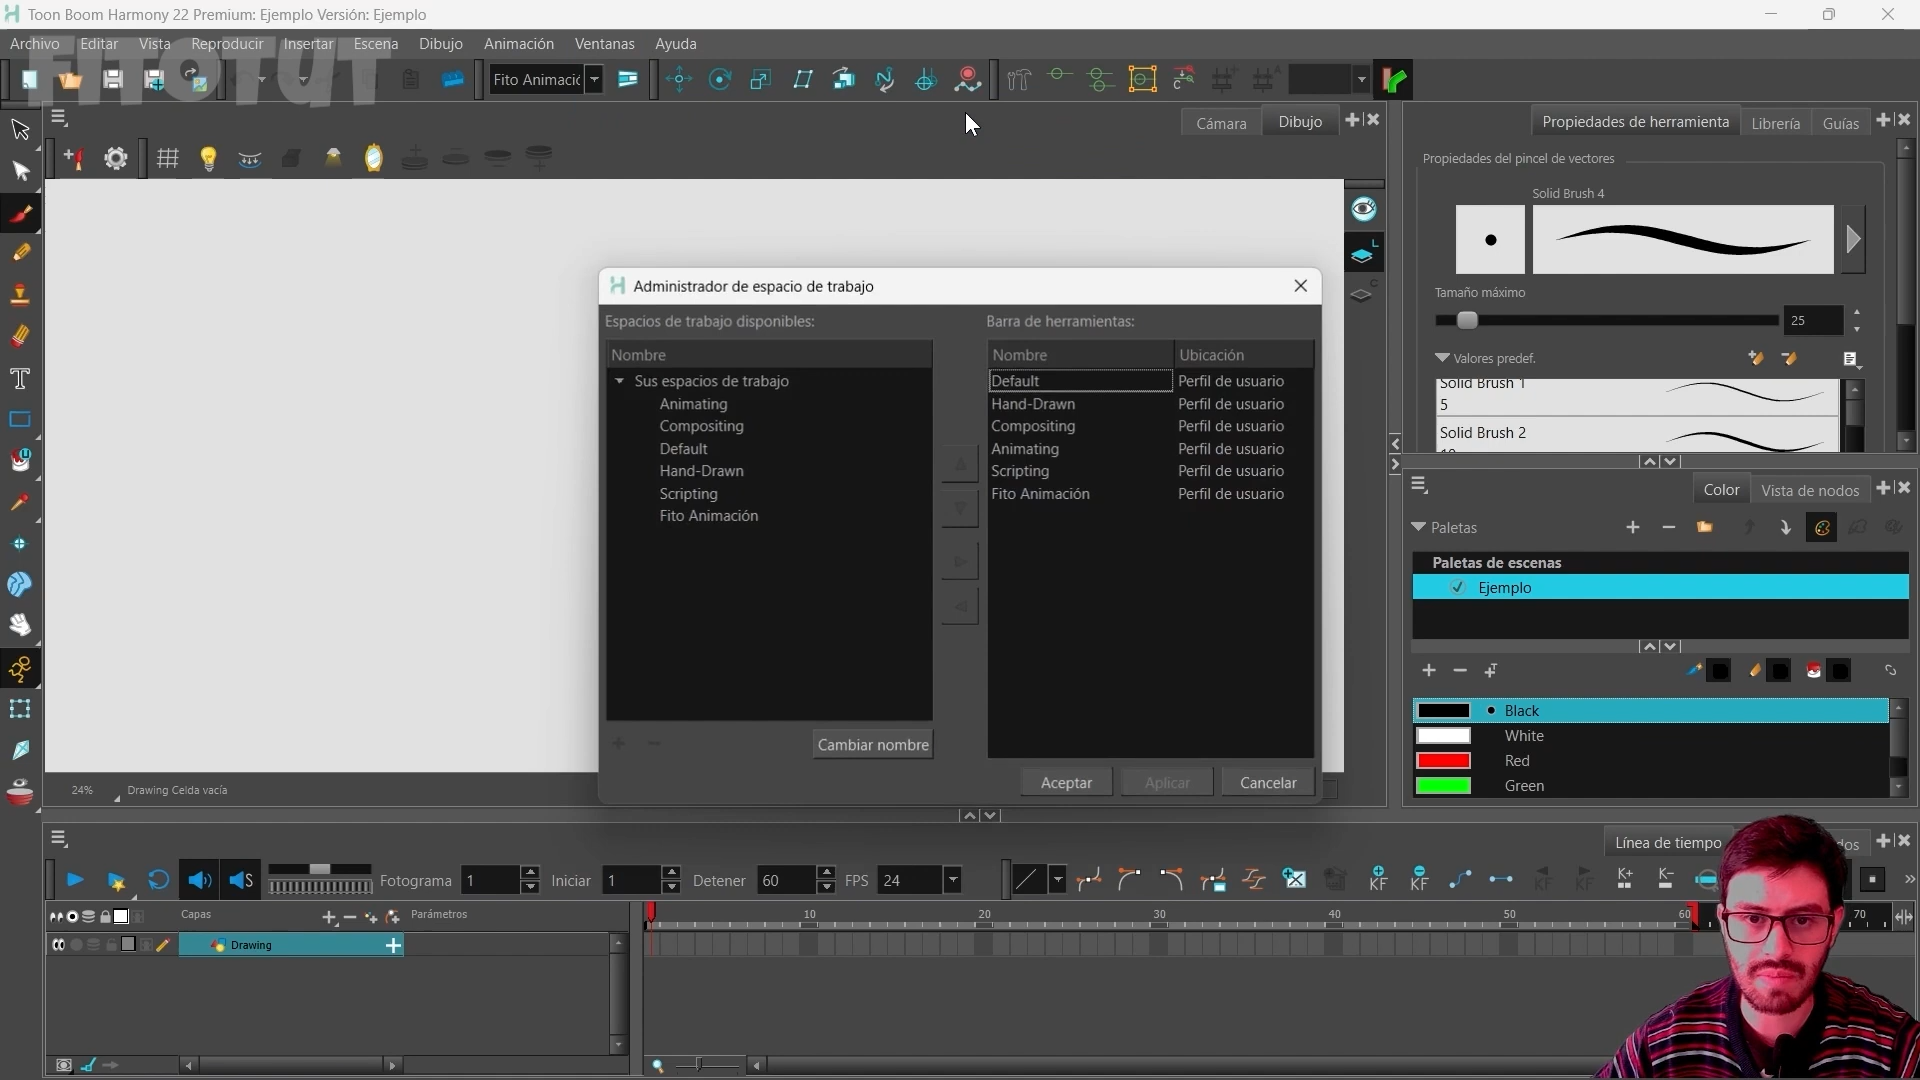 Toon Boom Harmony 22 Premium: Ejemplo Versión: Ejemplo
FITOTUT
Archivo Editar Vista Reproducir Insertar Escena Dibujo Animación Ventanas Ayuda
Fito Animació
Cámara Dibujo
Propiedades de herramienta Librería Guías
Propiedades del pincel de vectores
Solid Brush 4
Tamaño máximo
25
Valores predef.
Solid Brush 1
5
Solid Brush 2
Administrador de espacio de trabajo
Espacios de trabajo disponibles:
Nombre
Sus espacios de trabajo
Animating
Compositing
Default
Hand-Drawn
Scripting
Fito Animación
Cambiar nombre
Barra de herramientas:
Nombre Ubicación
Default Perfil de usuario
Hand-Drawn Perfil de usuario
Compositing Perfil de usuario
Animating Perfil de usuario
Scripting Perfil de usuario
Fito Animación Perfil de usuario
Aceptar Aplicar Cancelar
Color Vista de nodos
Paletas
Paletas de escenas
Ejemplo
Black
White
Red
Green
24% Drawing Celda vacía
Línea de tiempo
Fotograma 1 Iniciar 1 Detener 60 FPS 24
KF KF KF KF K+ K-
Capas Parámetros
10 20 30 40 50 60 70
Drawing